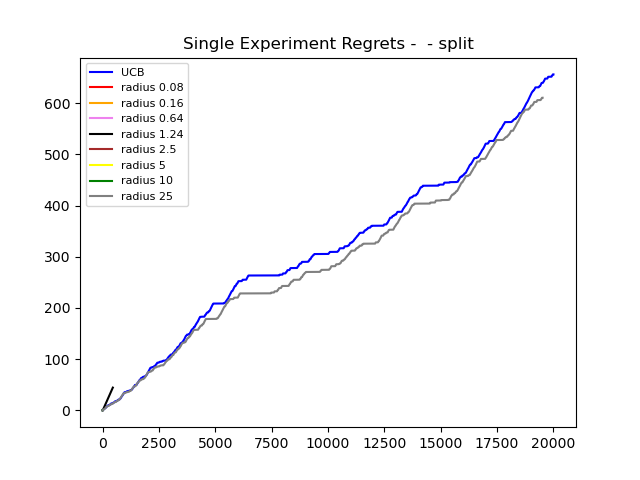 Single Experiment Regrets -  - split
UCB
radius 0.08
radius 0.16
radius 0.64
radius 1.24
radius 2.5
radius 5
radius 10
radius 25
600
500
400
300
200
100
0
0 2500 5000 7500 10000 12500 15000 17500 20000